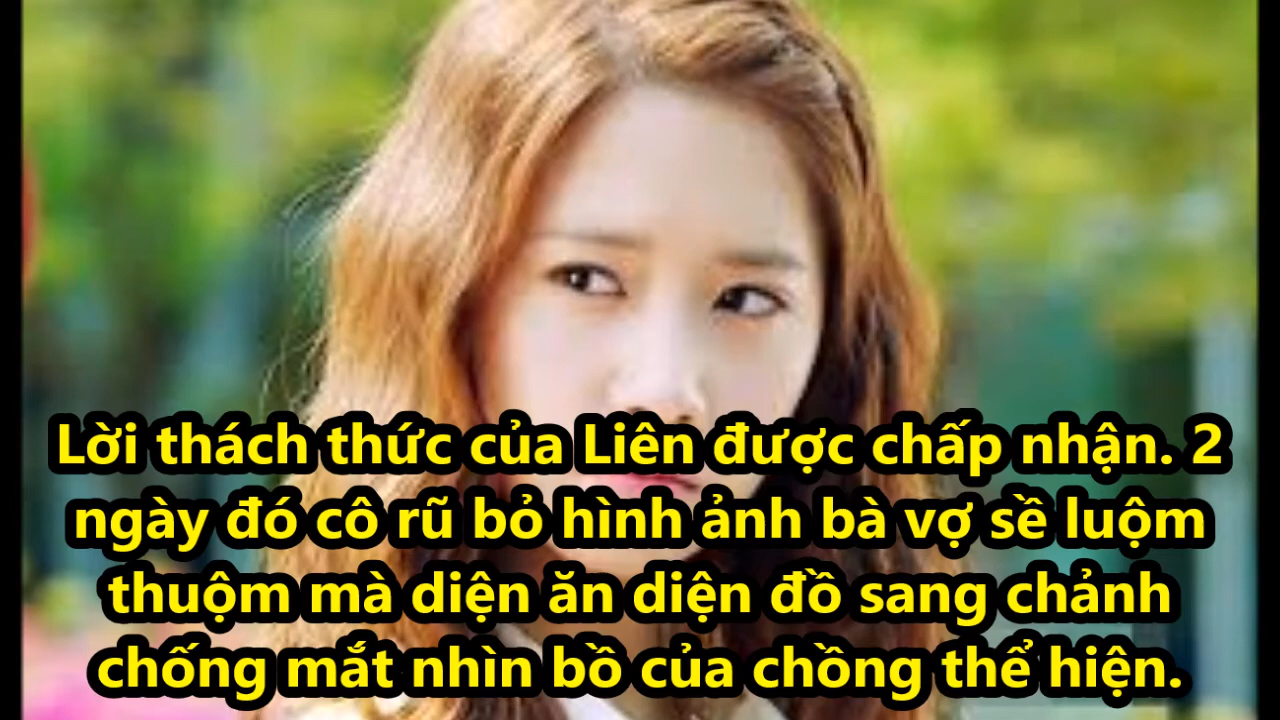 Lời thách thức của Liên được chấp nhận. 2
ngày đó cô rũ bỏ hình ảnh bà vợ sề luộm
thuộm mà diện ăn diện đồ sang chảnh
chống mắt nhìn bồ của chồng thể hiện.